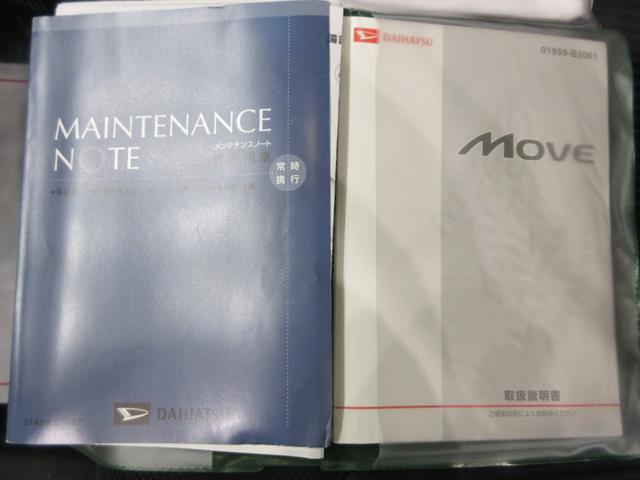 MAINTENANCE
NOTE
メンテナンスノート
常時
携行
DAIHATSU
DAIHATSU
01999-B2061
MOVE
取扱説明書
ご使用の前によくお読みください